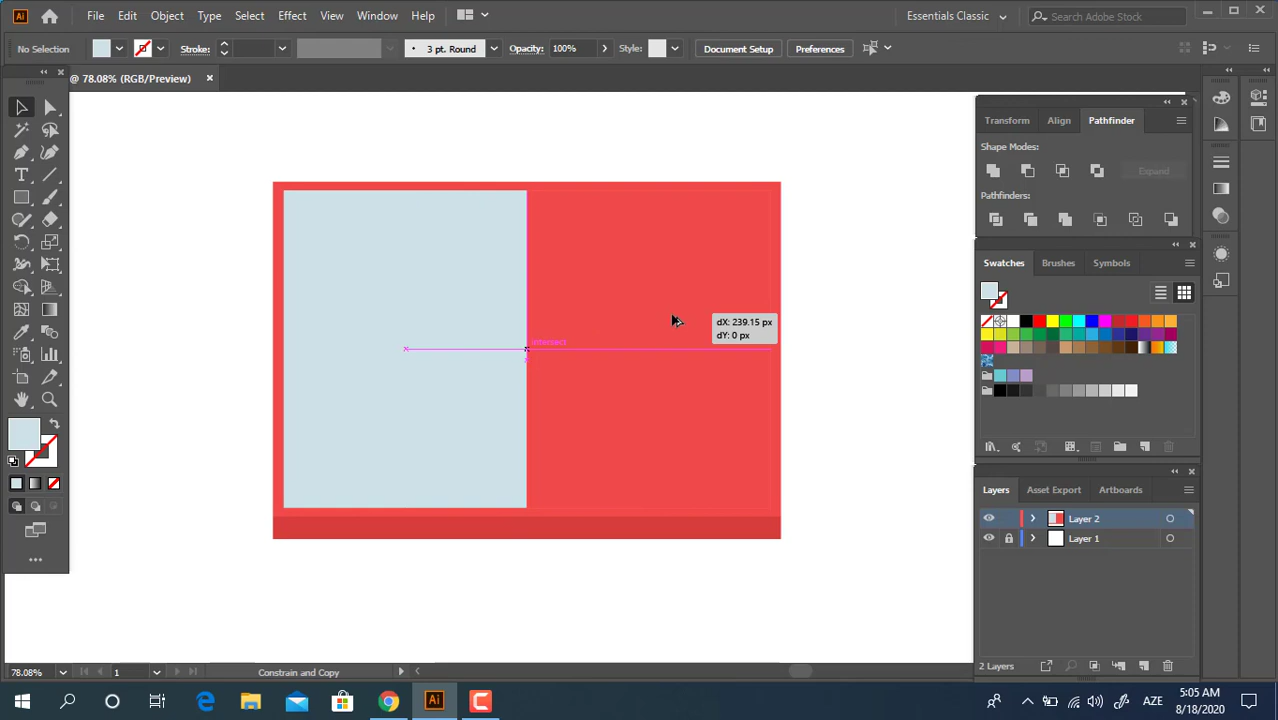 Ai
File Edit Object Type Select Effect View Window Help
Essentials Classic
Search Adobe Stock
No Selection
Stroke:
3 pt. Round
Opacity: 100%
Style:
Document Setup
Preferences
@ 78.08% (RGB/Preview)
Transform Align Pathfinder
Shape Modes:
Expand
Pathfinders:
Swatches Brushes Symbols
intersect
dX: 239.15 px
dY: 0 px
Layers Asset Export Artboards
Layer 2
Layer 1
2 Layers
78.08%
1
Constrain and Copy
Ai
AZE
5:05 AM
8/18/2020